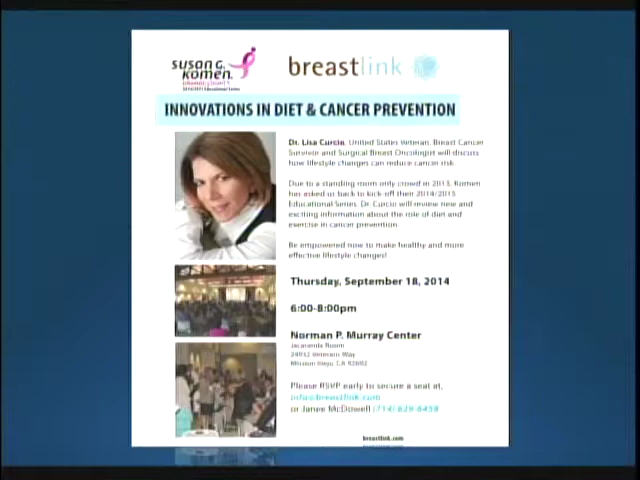 susan g. komen.
breastlink
INNOVATIONS IN DIET & CANCER PREVENTION
Dr. Lisa Curcio, United States Veteran, Breast Cancer
Survivor and Surgical Breast Oncologist will discuss
how lifestyle changes can reduce cancer risk.
Due to a standing room only crowd in 2013, Komen
has asked us back to kick off their 2014/2015
Educational Series. Dr. Curcio will review new and
exciting information about the role of diet and
exercise in cancer prevention.
Be empowered now to make healthy and more
effective lifestyle changes!
Thursday, September 18, 2014
6:00-8:00pm
Norman P. Murray Center
Jacaranda Room
24932 Veterans Way
Mission Viejo, CA 92692
Please RSVP early to secure a seat at,
info@breastlink.com
or Janee McDowell
breastlink.com